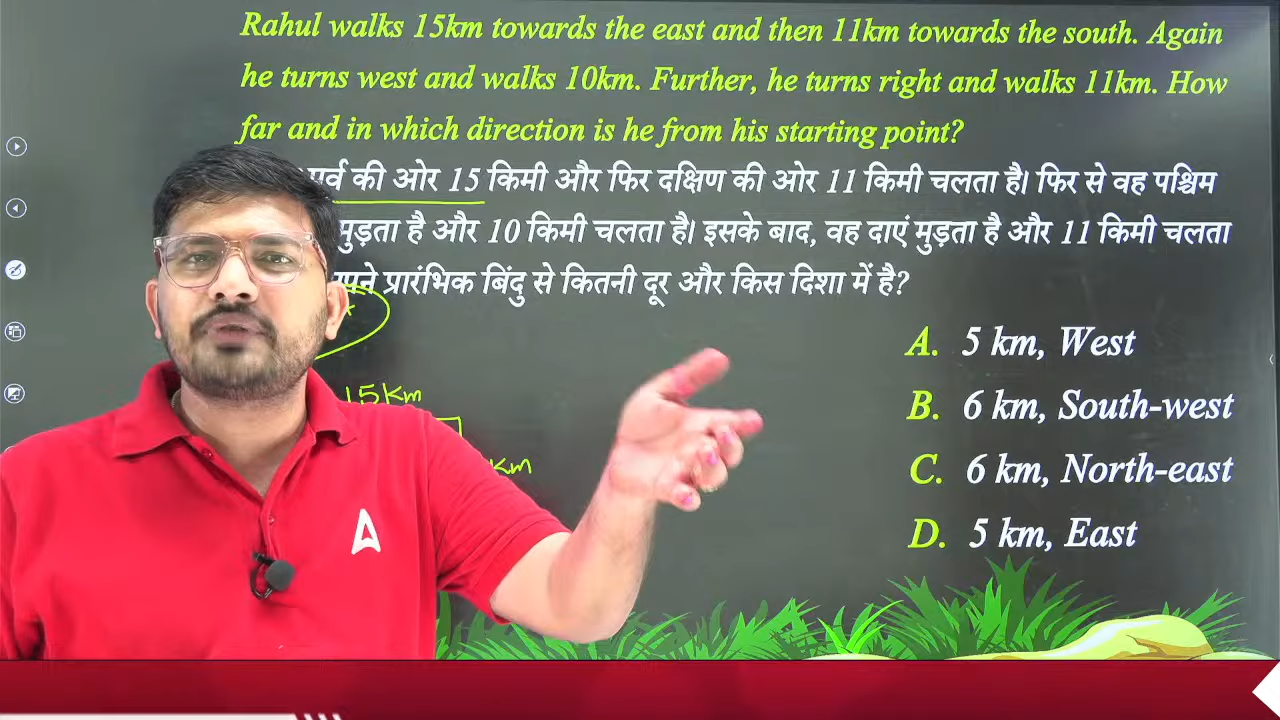 Rahul walks 15km towards the east and then 11km towards the south. Again
he turns west and walks 10km. Further, he turns right and walks 11km. How
far and in which direction is he from his starting point?
की ओर 15 किमी और फिर दक्षिण की ओर 11 किमी चलता है। फिर से वह पश्चिम
मुड़ता है और 10 किमी चलता है। इसके बाद, वह दाएं मुड़ता है और 11 किमी चलता
प्रारंभिक बिंदु से कितनी दूर और किस दिशा में है?
A. 5 km, West
15Km
B. 6 km, South-west
km
C. 6 km, North-east
D. 5 km, East